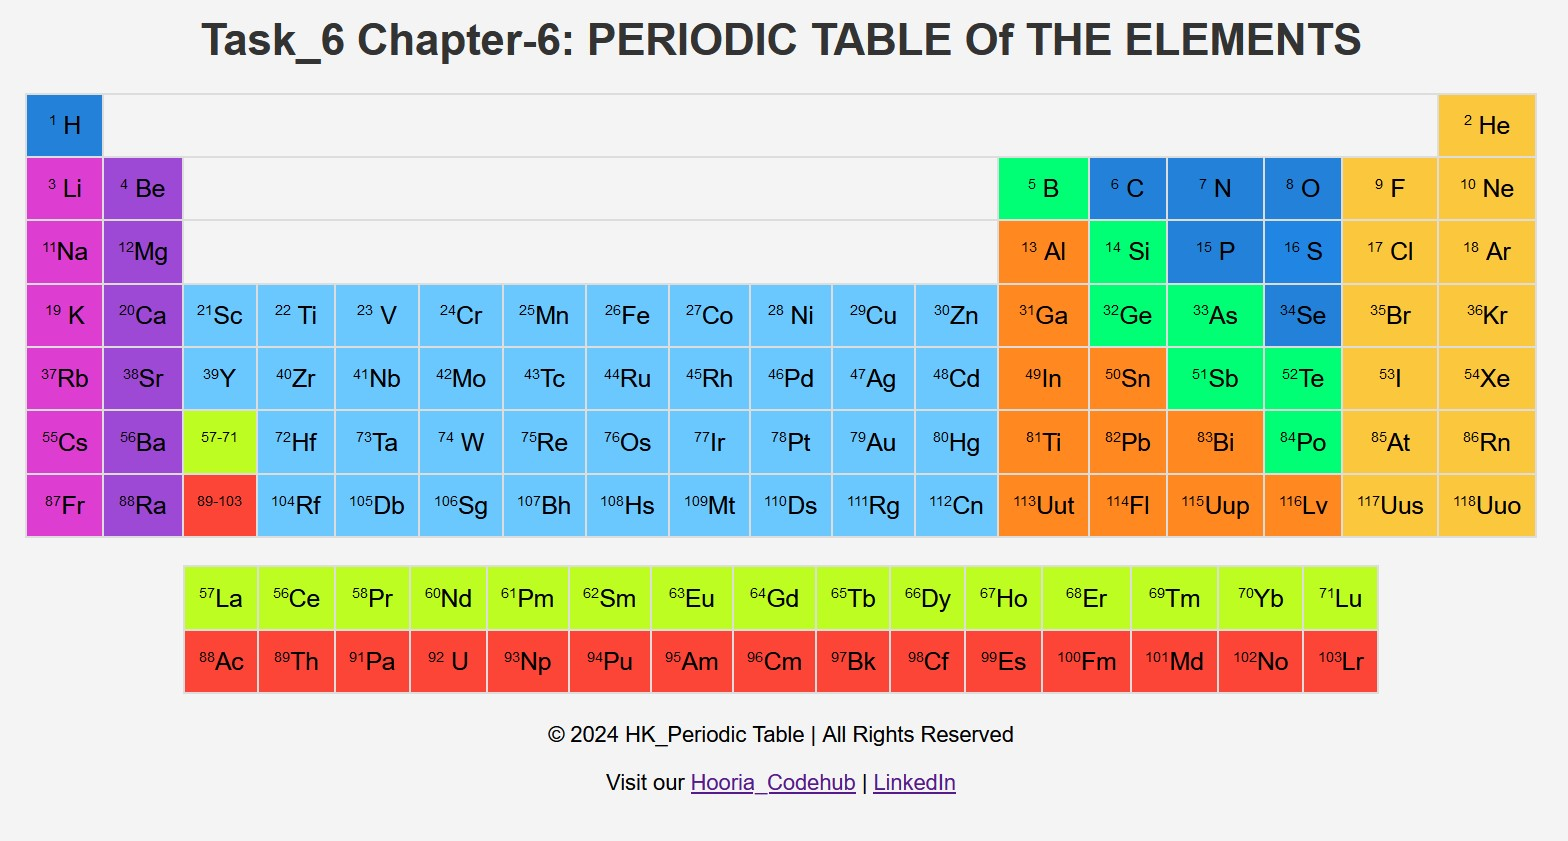 Task_6 Chapter-6: PERIODIC TABLE Of THE ELEMENTS
1 H 2 He
3 Li 4 Be 5 B 6 C 7 N 8 O 9 F 10 Ne
11Na 12Mg 13 Al 14 Si 15 P 16 S 17 Cl 18 Ar
19 K 20Ca 21Sc 22 Ti 23 V 24Cr 25Mn 26Fe 27Co 28 Ni 29Cu 30Zn 31Ga 32Ge 33As 34Se 35Br 36Kr
37Rb 38Sr 39Y 40Zr 41Nb 42Mo 43Tc 44Ru 45Rh 46Pd 47Ag 48Cd 49In 50Sn 51Sb 52Te 53I 54Xe
55Cs 56Ba 57-71 72Hf 73Ta 74 W 75Re 76Os 77Ir 78Pt 79Au 80Hg 81Ti 82Pb 83Bi 84Po 85At 86Rn
87Fr 88Ra 89-103 104Rf 105Db 106Sg 107Bh 108Hs 109Mt 110Ds 111Rg 112Cn 113Uut 114Fl 115Uup 116Lv 117Uus 118Uuo
57La 56Ce 58Pr 60Nd 61Pm 62Sm 63Eu 64Gd 65Tb 66Dy 67Ho 68Er 69Tm 70Yb 71Lu
88Ac 89Th 91Pa 92 U 93Np 94Pu 95Am 96Cm 97Bk 98Cf 99Es 100Fm 101Md 102No 103Lr
© 2024 HK_Periodic Table | All Rights Reserved
Visit our Hooria_Codehub | LinkedIn